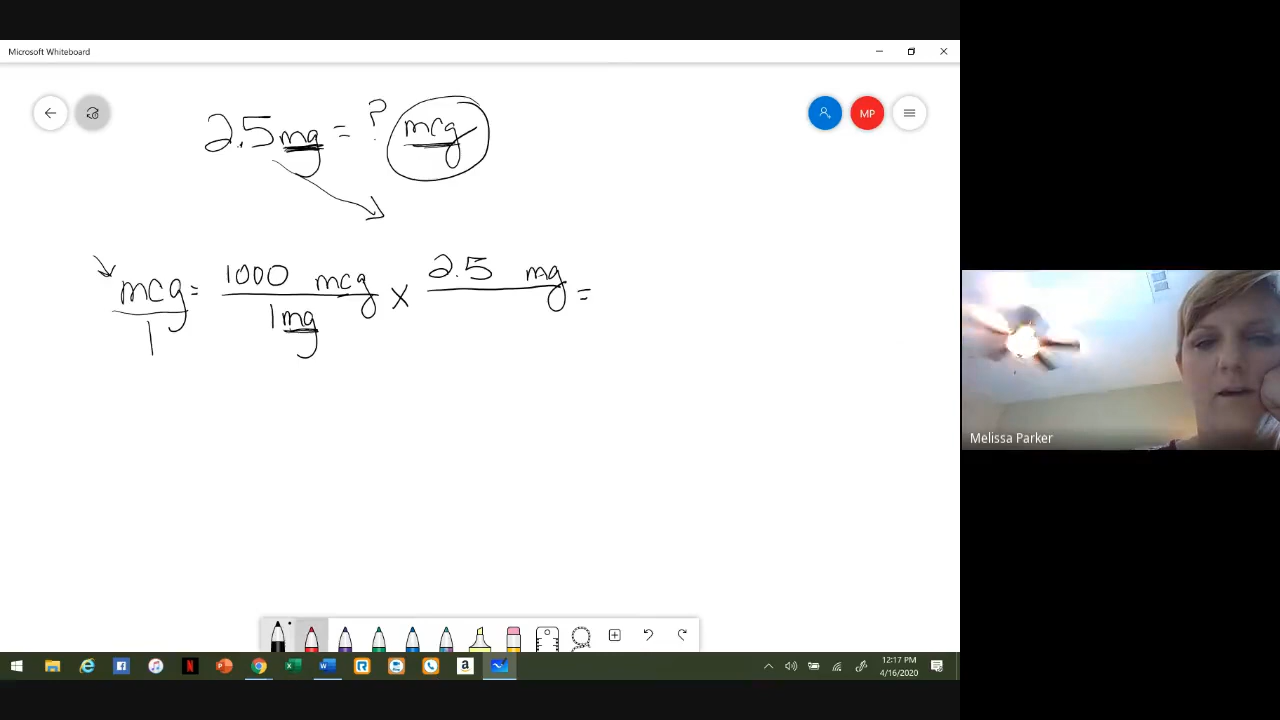 Microsoft Whiteboard
MP
2.5 mg = ? mcg
mcg/1 = 1000 mcg/1 mg x 2.5 mg/ =
Melissa Parker
12:17 PM
4/16/2020